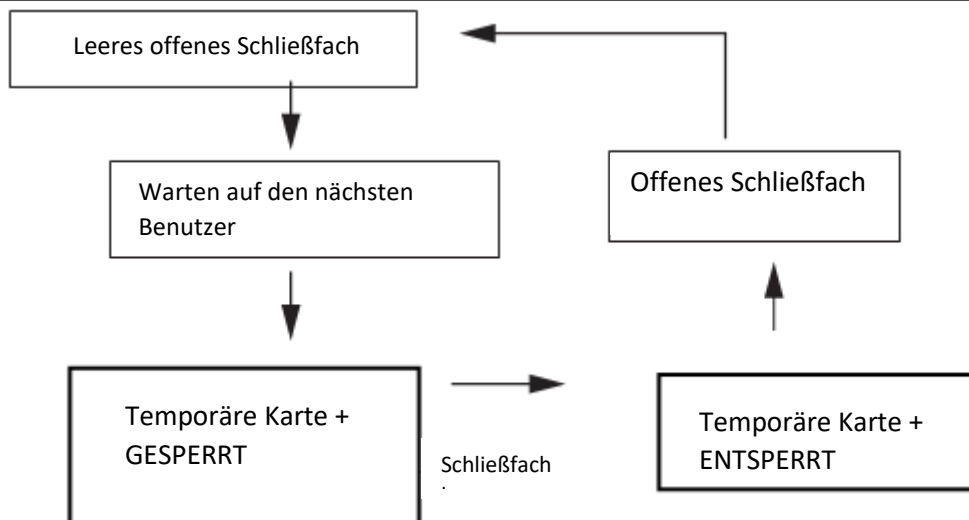 Leeres offenes Schließfach
Warten auf den nächsten
Benutzer
Offenes Schließfach
Temporäre Karte +
GESPERRT
Schließfach
.
Temporäre Karte +
ENTSPERRT